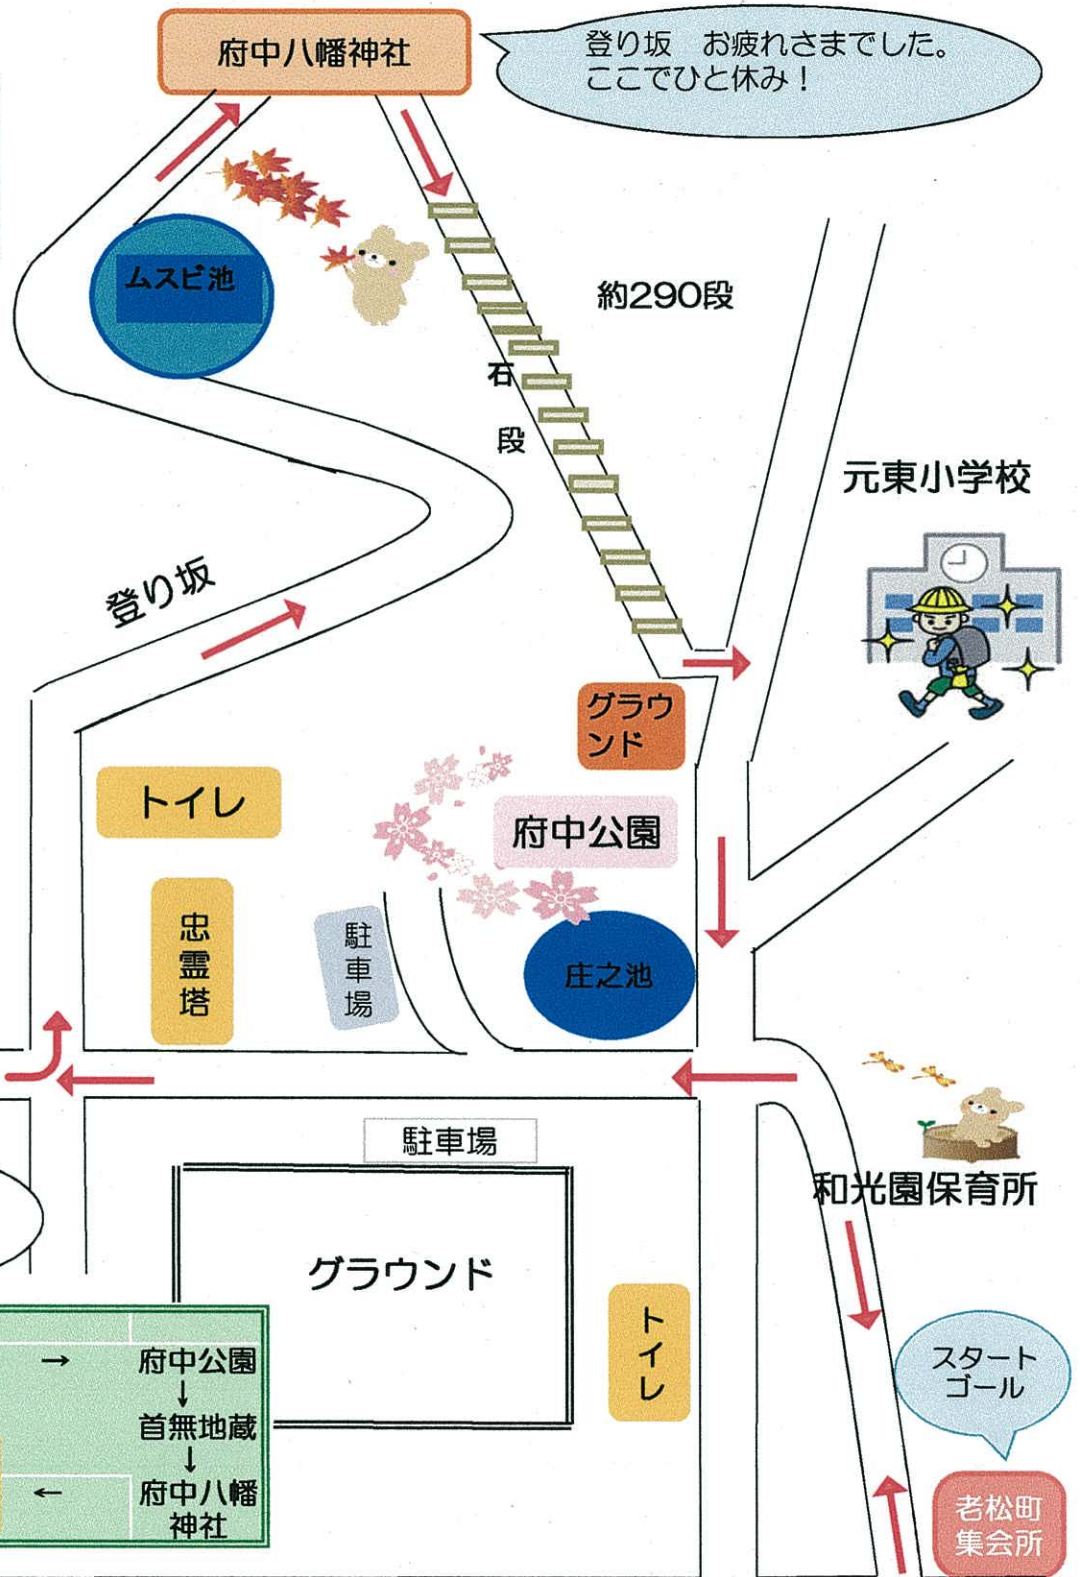 府中八幡神社
登り坂　お疲れさまでした。
ここでひと休み！
ムスビ池
約290段
石
段
元東小学校
登り坂
グラウ
ンド
トイレ
府中公園
忠霊塔
駐車場
庄之池
駐車場
和光園保育所
グラウンド
トイレ
スタート
ゴール
→ 府中公園
↓
首無地蔵
↓
← 府中八幡
神社
老松町
集会所